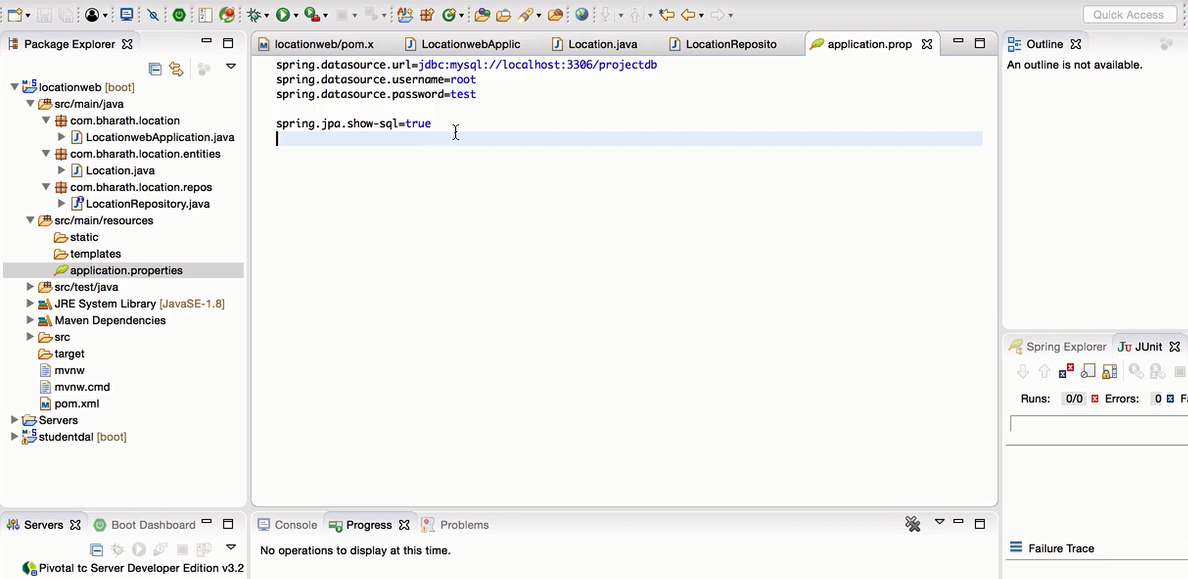 Quick Access
Package Explorer
locationweb/pom.x
LocationwebApplic
Location.java
LocationReposito
application.prop
Outline
An outline is not available.
locationweb [boot]
src/main/java
com.bharath.location
LocationwebApplication.java
com.bharath.location.entities
Location.java
com.bharath.location.repos
LocationRepository.java
src/main/resources
static
templates
application.properties
src/test/java
JRE System Library [JavaSE-1.8]
Maven Dependencies
src
target
mvnw
mvnw.cmd
pom.xml
Servers
studentdal [boot]
spring.datasource.url=jdbc:mysql://localhost:3306/projectdb
spring.datasource.username=root
spring.datasource.password=test
spring.jpa.show-sql=true
Spring Explorer
JUnit
Runs: 0/0 Errors: 0 Fa
Failure Trace
Servers
Boot Dashboard
Pivotal tc Server Developer Edition v3.2
Console
Progress
Problems
No operations to display at this time.